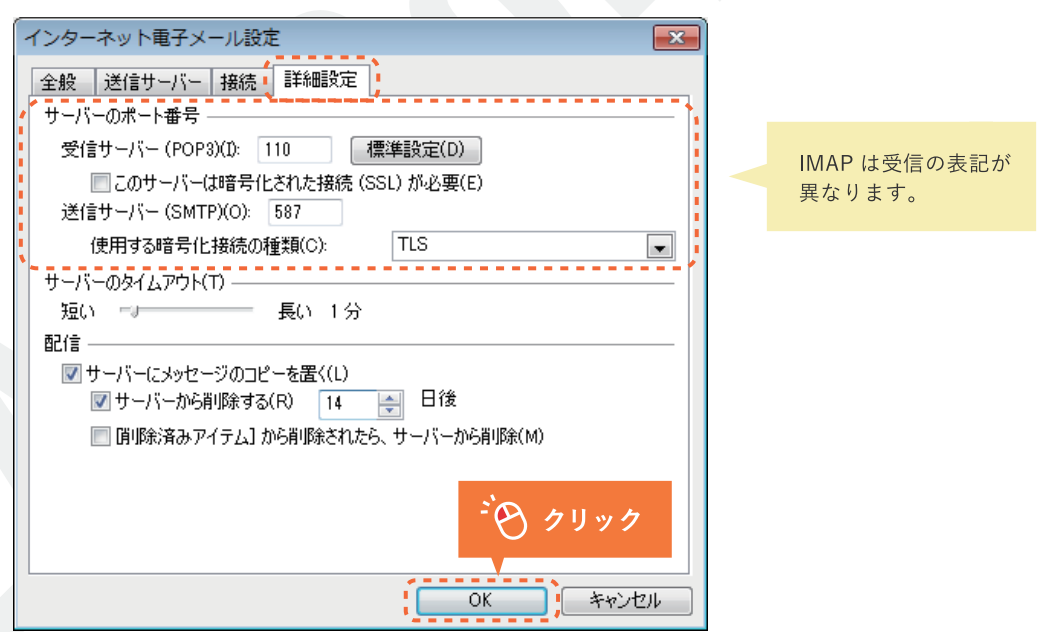 インターネット電子メール設定
全般 送信サーバー 接続 詳細設定
サーバーのポート番号
受信サーバー (POP3)(I): 110 標準設定(D)
このサーバーは暗号化された接続 (SSL) が必要(E)
送信サーバー (SMTP)(O): 587
使用する暗号化接続の種類(C): TLS
IMAP は受信の表記が
異なります。
サーバーのタイムアウト(T)
短い 長い 1 分
配信
サーバーにメッセージのコピーを置く(L)
サーバーから削除する(R) 14 日後
[削除済みアイテム] から削除されたら、サーバーから削除(M)
クリック
OK キャンセル